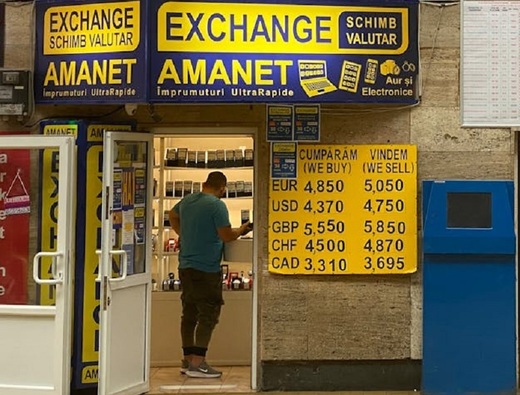 EXCHANGE
SCHIMB VALUTAR
AMANET
Împrumuturi UltraRapide
EXCHANGE
SCHIMB
VALUTAR
AMANET
Împrumuturi UltraRapide
Aur și
Electronice
AMANET
CUMPĂRĂM VINDEM
(WE BUY) (WE SELL)
EUR 4,850 5,050
USD 4,370 4,750
GBP 5,550 5,850
CHF 4,500 4,870
CAD 3,310 3,695